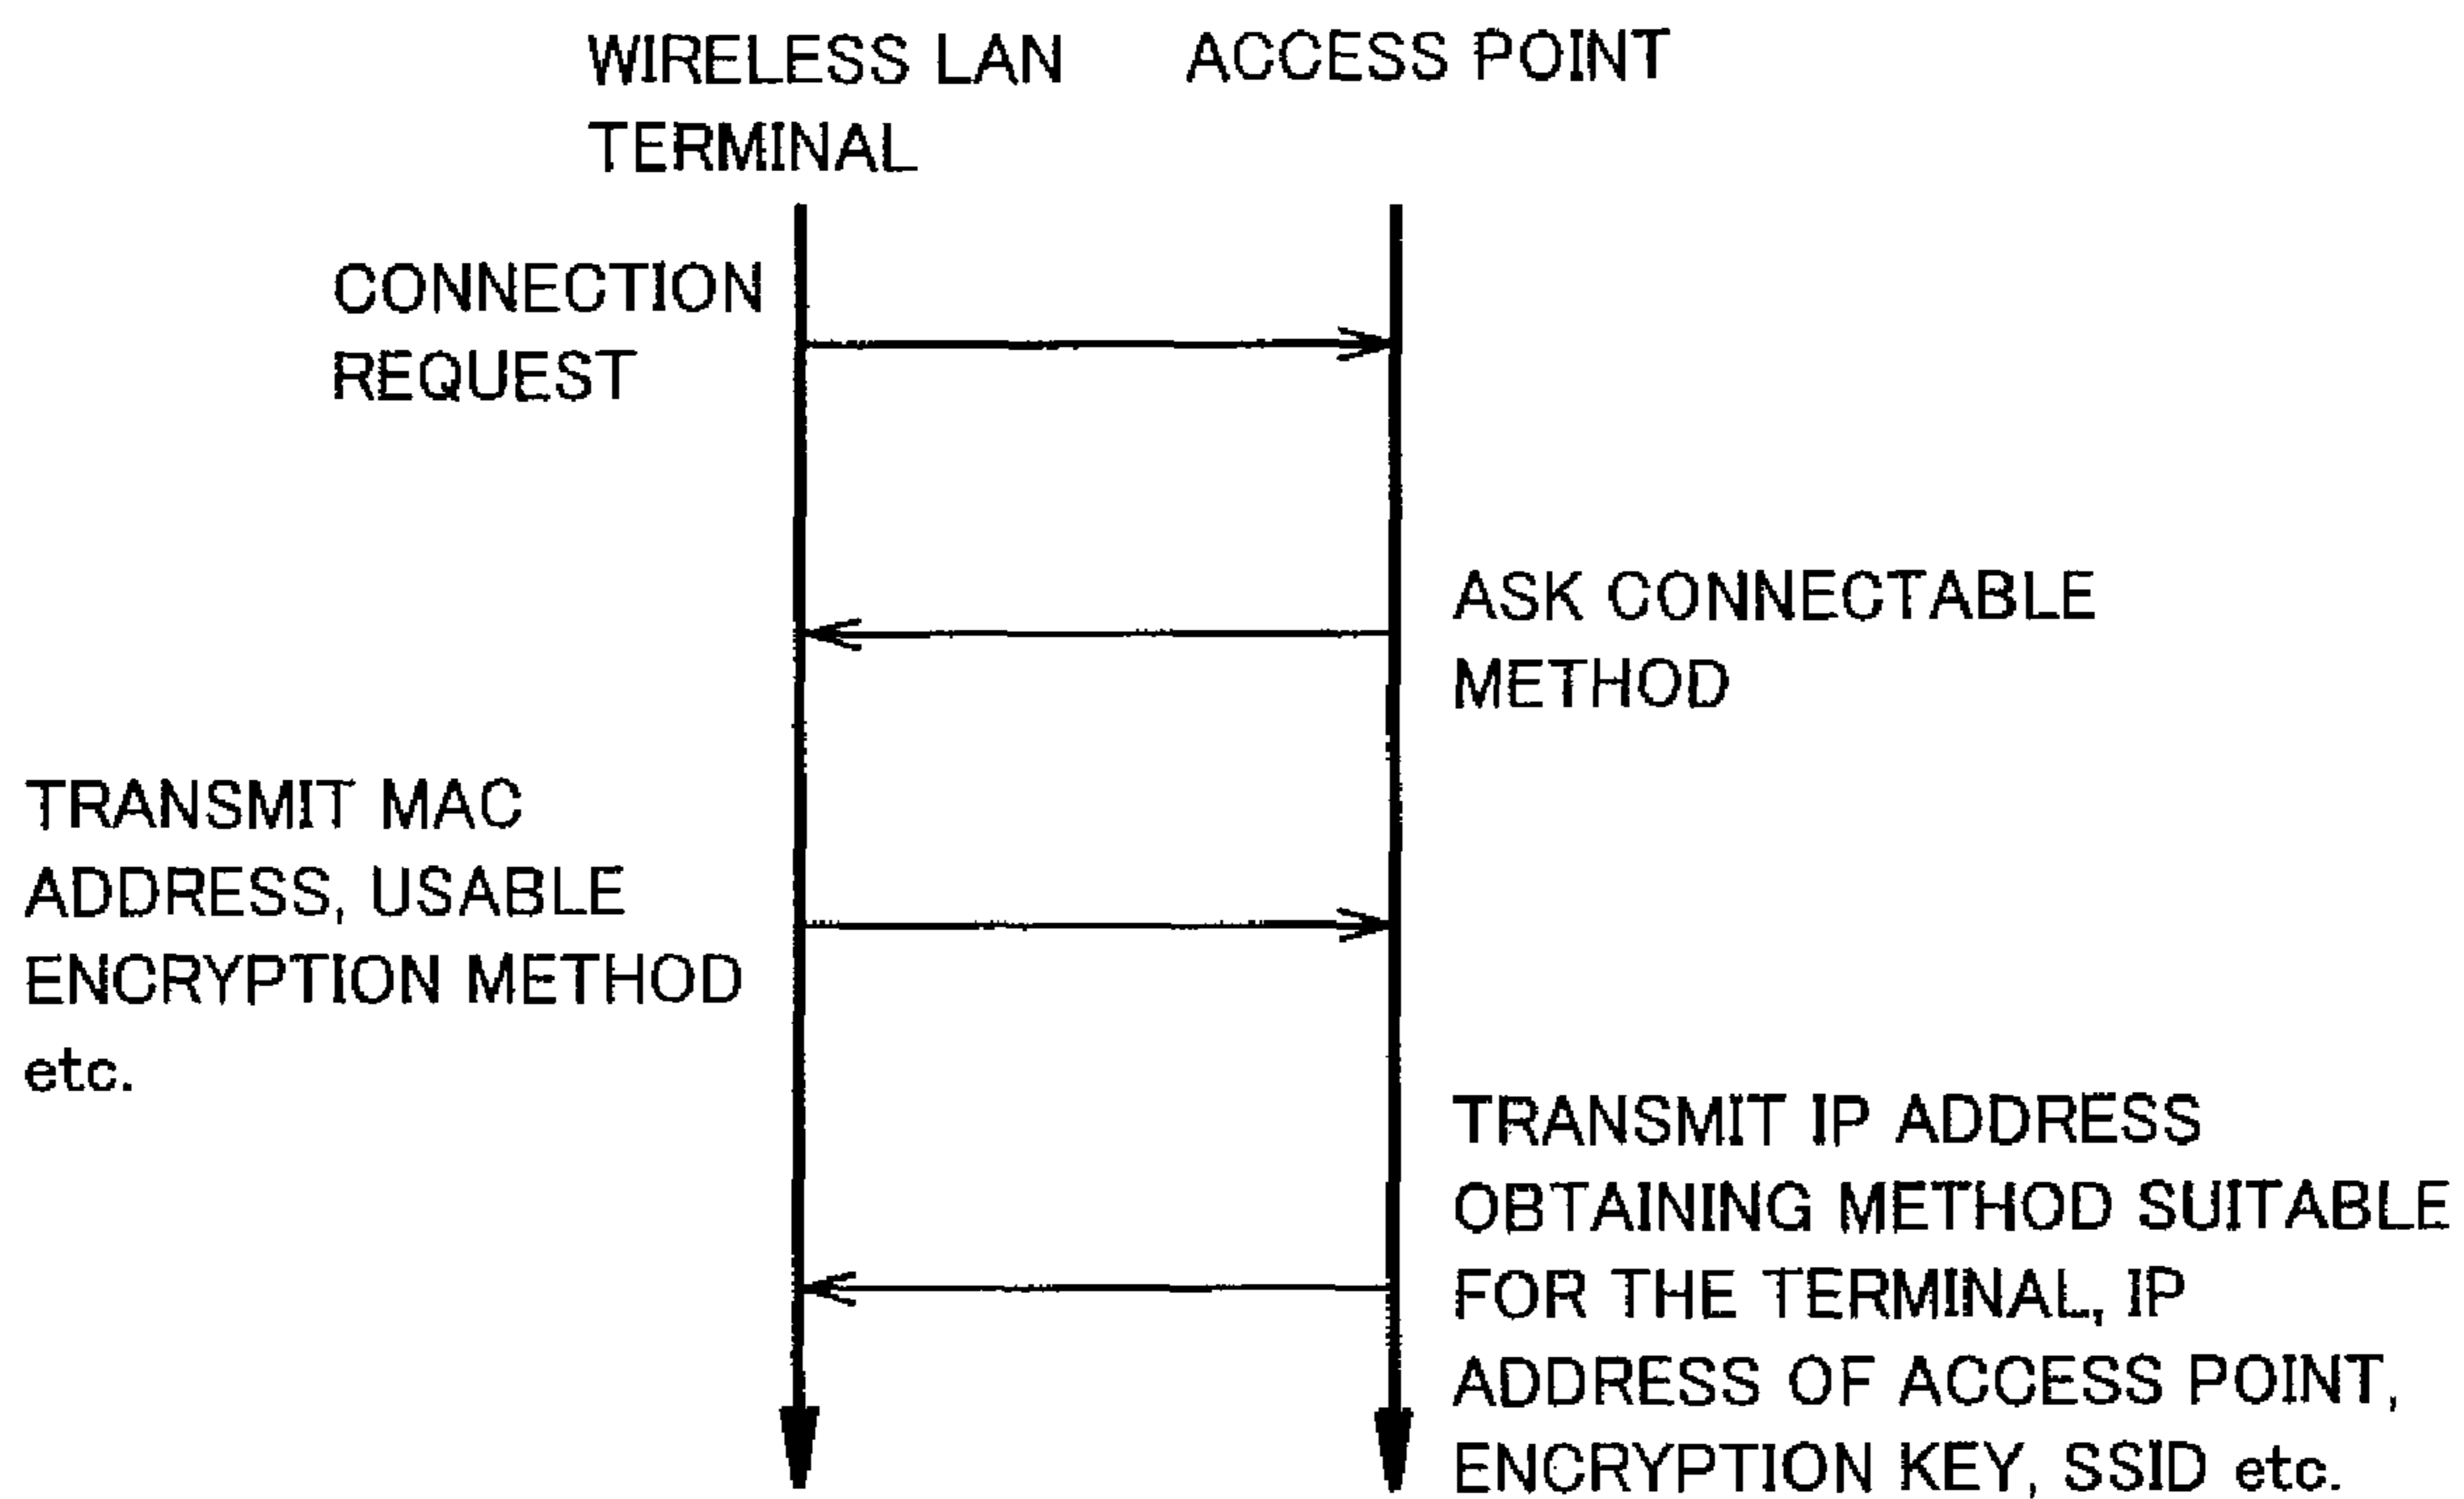 WIRELESS LAN
TERMINAL
ACCESS POINT
CONNECTION
REQUEST
ASK CONNECTABLE
METHOD
TRANSMIT MAC
ADDRESS, USABLE
ENCRYPTION METHOD
etc.
TRANSMIT IP ADDRESS
OBTAINING METHOD SUITABLE
FOR THE TERMINAL, IP
ADDRESS OF ACCESS POINT,
ENCRYPTION KEY, SSID etc.